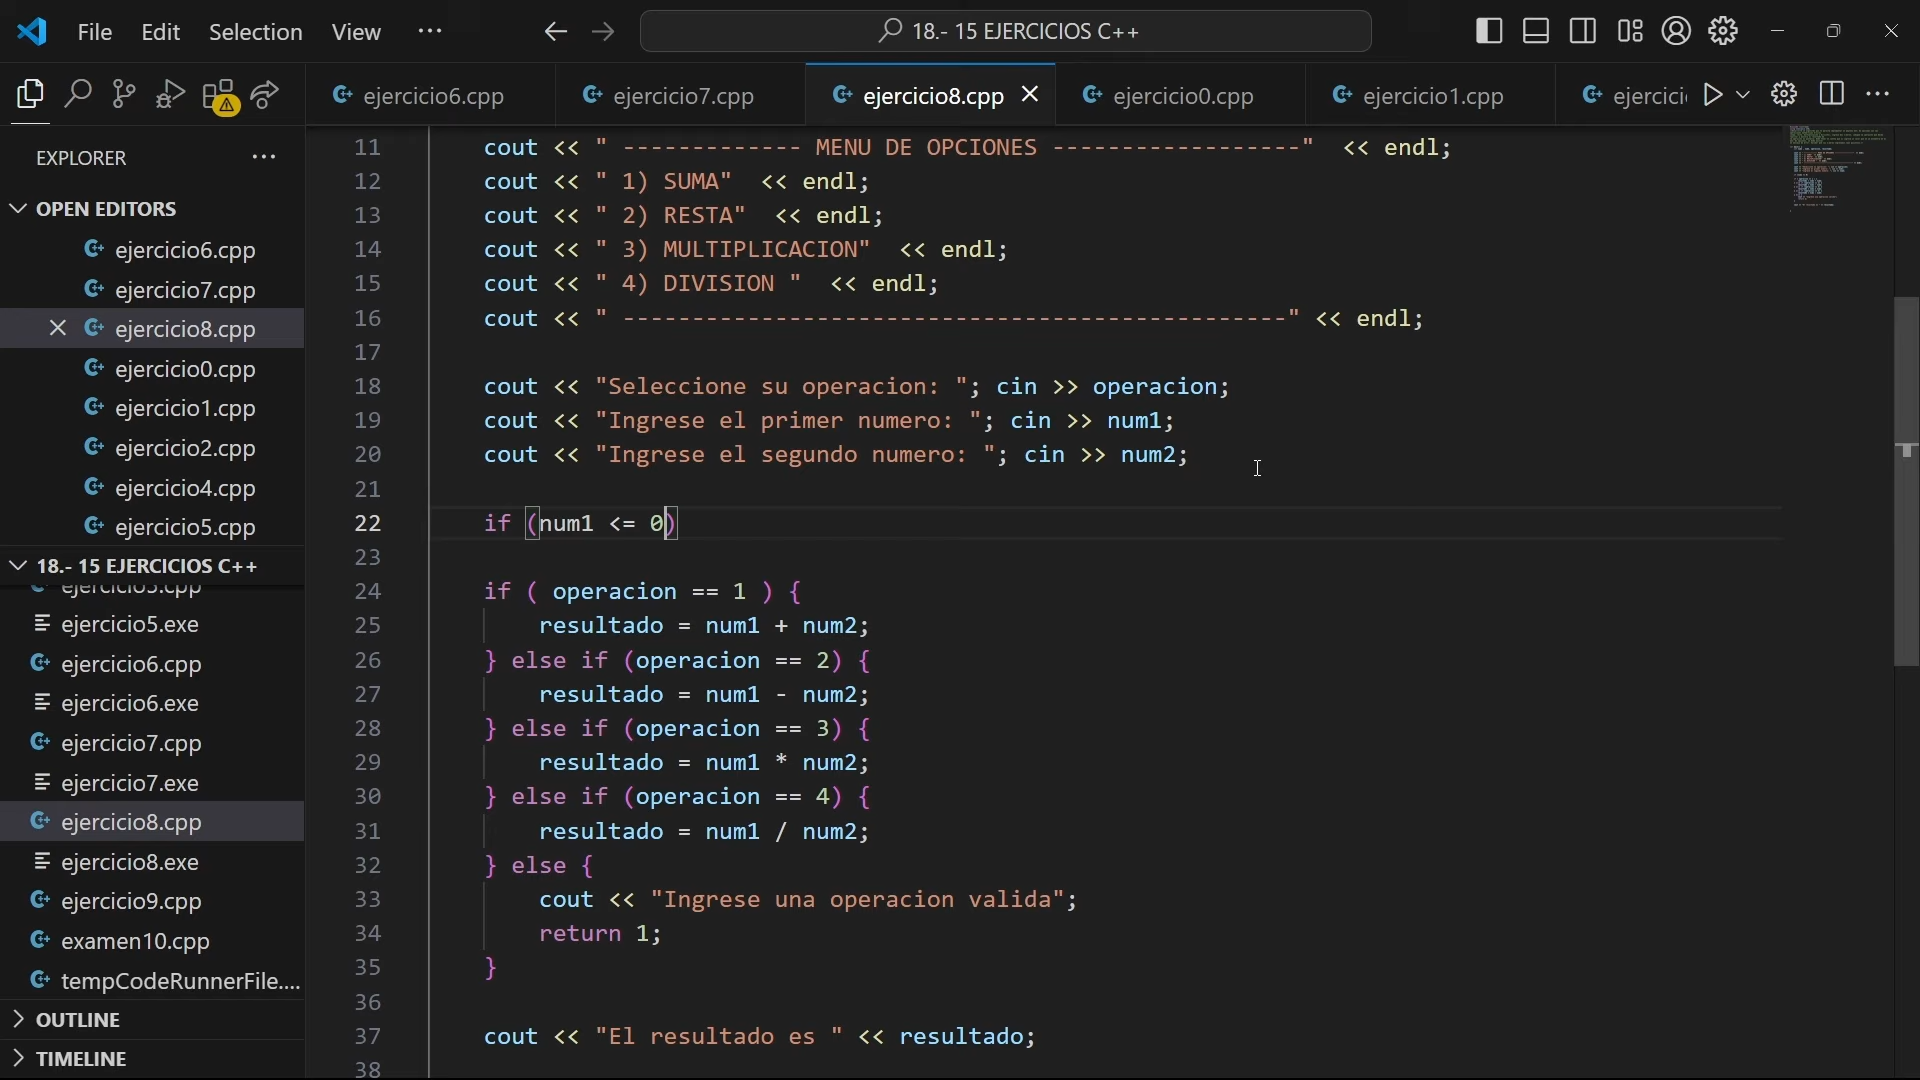 File Edit Selection View ···
18.- 15 EJERCICIOS C++
ejercicio6.cpp ejercicio7.cpp ejercicio8.cpp ejercicio0.cpp ejercicio1.cpp ejercici
EXPLORER ···
OPEN EDITORS
ejercicio6.cpp
ejercicio7.cpp
ejercicio8.cpp
ejercicio0.cpp
ejercicio1.cpp
ejercicio2.cpp
ejercicio4.cpp
ejercicio5.cpp
18.- 15 EJERCICIOS C++
ejercicio5.cpp
ejercicio5.exe
ejercicio6.cpp
ejercicio6.exe
ejercicio7.cpp
ejercicio7.exe
ejercicio8.cpp
ejercicio8.exe
ejercicio9.cpp
examen10.cpp
tempCodeRunnerFile....
OUTLINE
TIMELINE
11 cout << " ------------- MENU DE OPCIONES ------------------" << endl;
12 cout << " 1) SUMA" << endl;
13 cout << " 2) RESTA" << endl;
14 cout << " 3) MULTIPLICACION" << endl;
15 cout << " 4) DIVISION " << endl;
16 cout << " ------------------------------------------------" << endl;
17
18 cout << "Seleccione su operacion: "; cin >> operacion;
19 cout << "Ingrese el primer numero: "; cin >> num1;
20 cout << "Ingrese el segundo numero: "; cin >> num2;
21
22 if (num1 <= 0)
23
24 if ( operacion == 1 ) {
25 resultado = num1 + num2;
26 } else if (operacion == 2) {
27 resultado = num1 - num2;
28 } else if (operacion == 3) {
29 resultado = num1 * num2;
30 } else if (operacion == 4) {
31 resultado = num1 / num2;
32 } else {
33 cout << "Ingrese una operacion valida";
34 return 1;
35 }
36
37 cout << "El resultado es " << resultado;
38